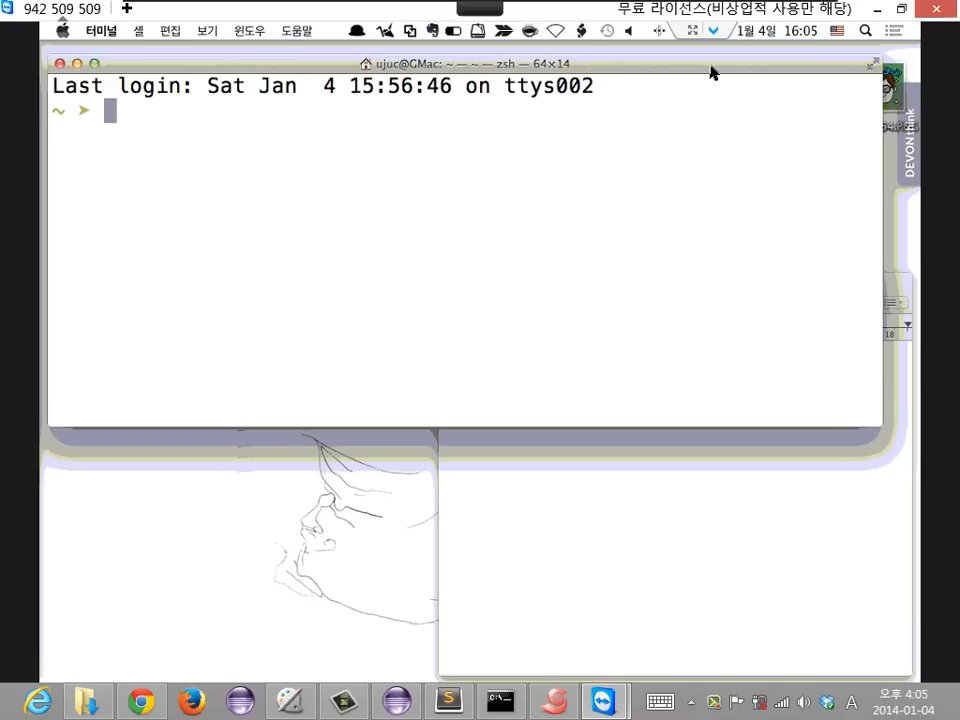 942 509 509
무료 라이선스(비상업적 사용만 해당)
터미널 셸 편집 보기 윈도우 도움말
1월 4일 16:05
ujuc@GMac: ~ — ~ — zsh — 64×14
Last login: Sat Jan  4 15:56:46 on ttys002
~ ➤
DEVONthink
18
A
오후 4:05
2014-01-04